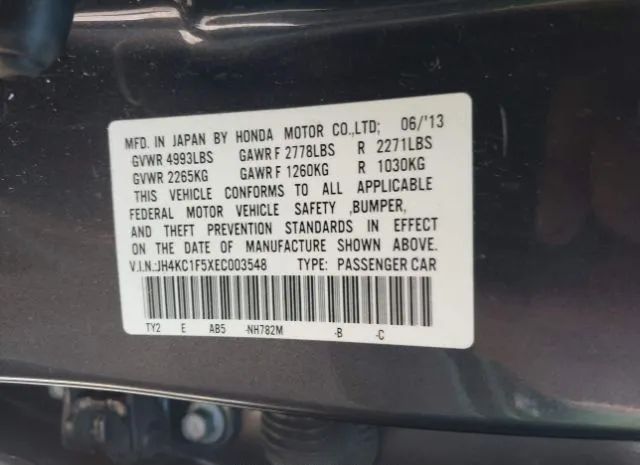 MFD. IN JAPAN BY HONDA MOTOR CO.,LTD; 06/'13
GVWR 4993LBS GAWR F 2778LBS R 2271LBS
GVWR 2265KG GAWR F 1260KG R 1030KG
THIS VEHICLE CONFORMS TO ALL APPLICABLE
FEDERAL MOTOR VEHICLE SAFETY ,BUMPER,
AND THEFT PREVENTION STANDARDS IN EFFECT
ON THE DATE OF MANUFACTURE SHOWN ABOVE.
V.I.N.:JH4KC1F5XEC003548 TYPE: PASSENGER CAR
TY2 E AB5 -NH782M -B -C